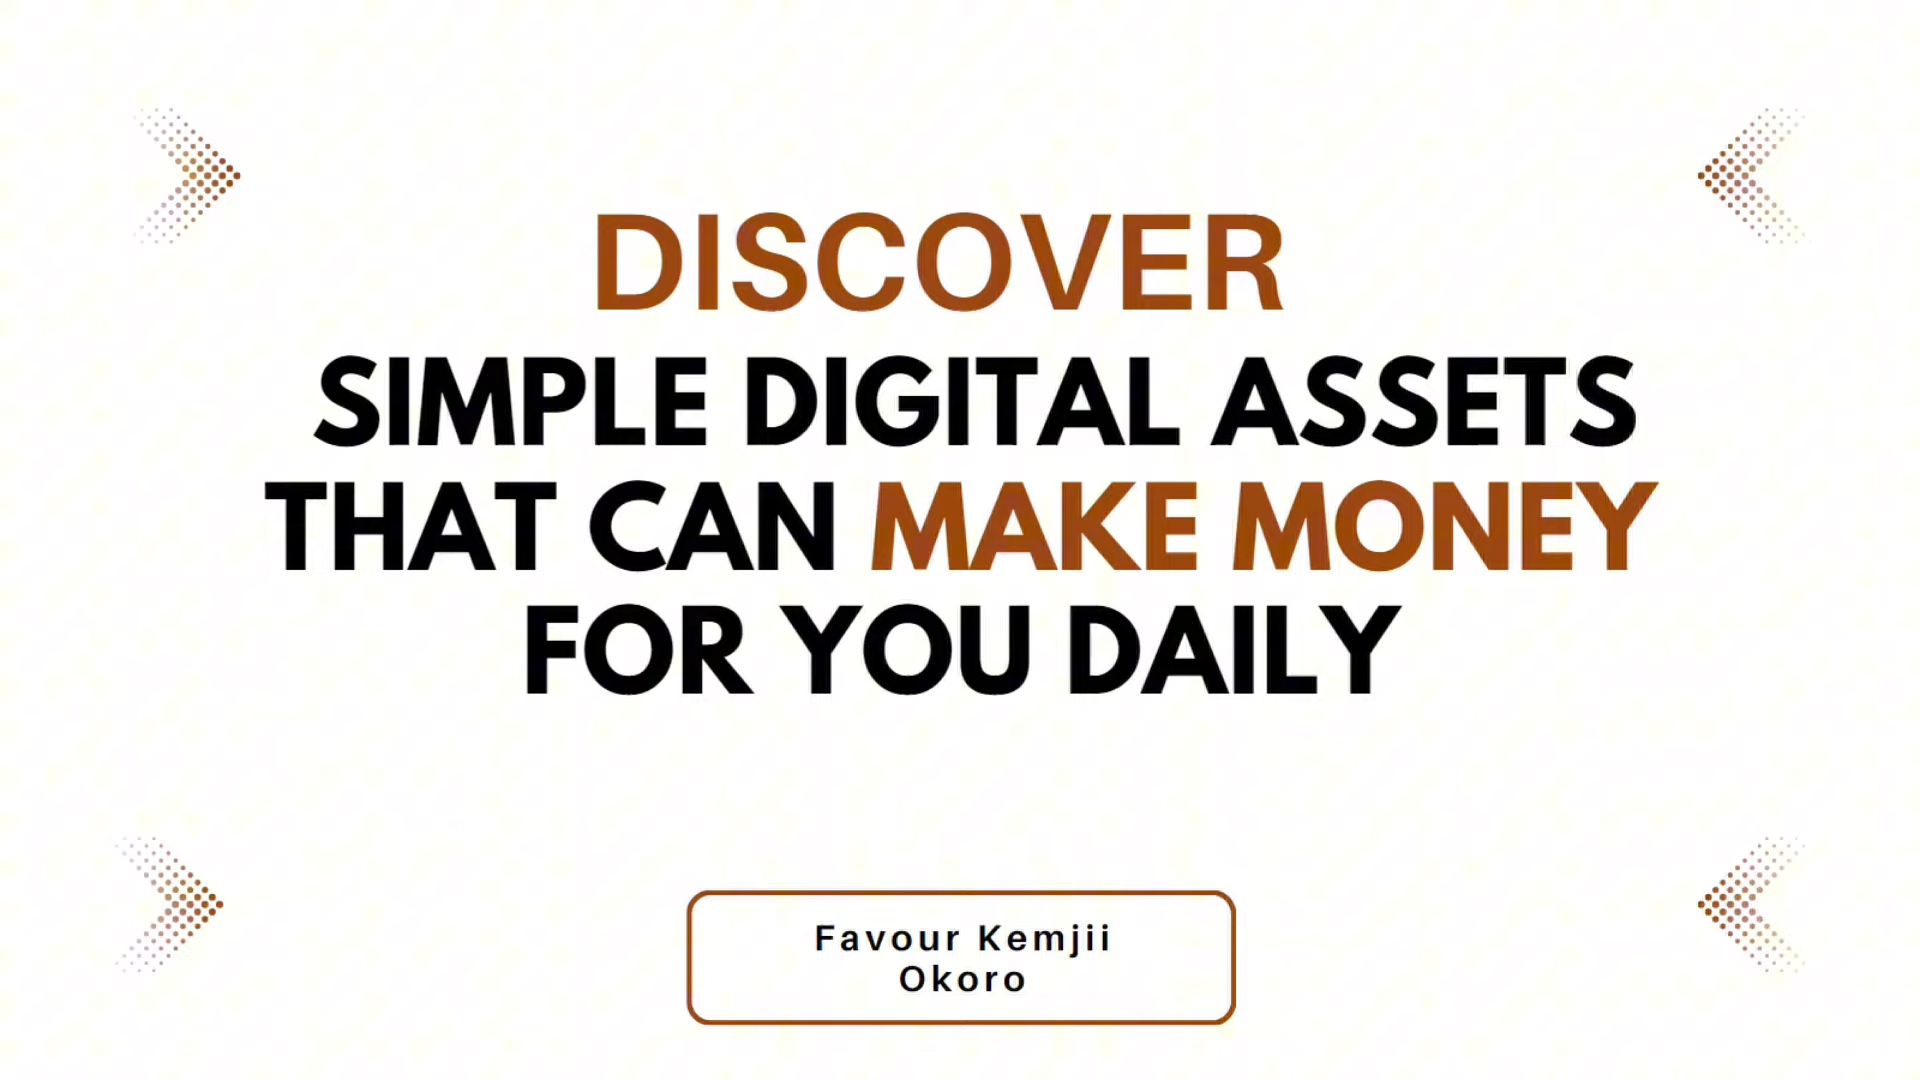 DISCOVER
SIMPLE DIGITAL ASSETS
THAT CAN MAKE MONEY
FOR YOU DAILY
Favour Kemjii
Okoro